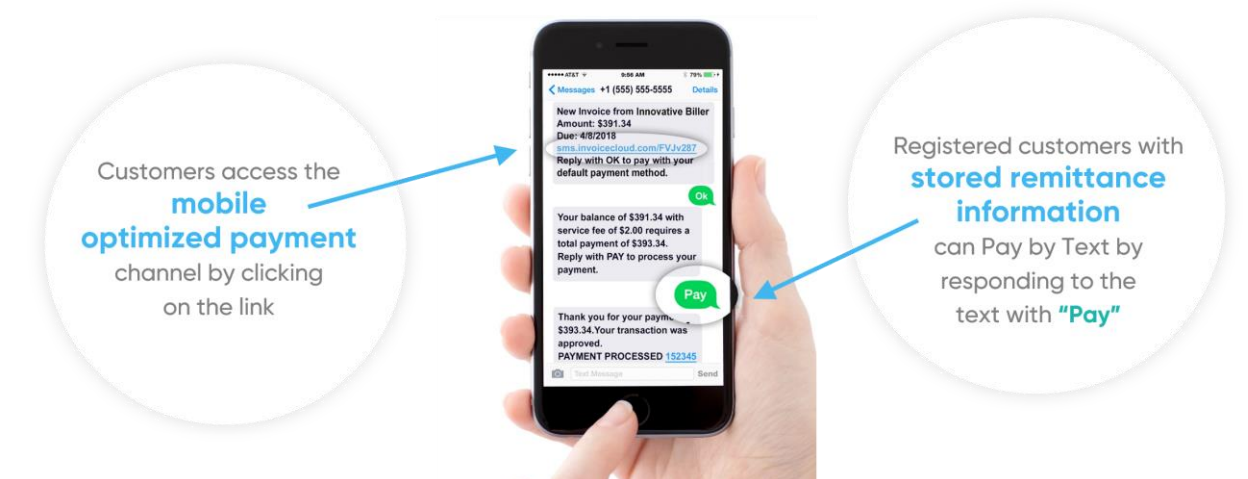 Customers access the
mobile
optimized payment
channel by clicking
on the link
AT&T 9:56 AM 79%
Messages +1 (555) 555-5555 Details
New Invoice from Innovative Biller
Amount: $391.34
Due: 4/8/2018
sms.invoicecloud.com/FVJv287
Reply with OK to pay with your
default payment method.
Ok
Your balance of $391.34 with
service fee of $2.00 requires a
total payment of $393.34.
Reply with PAY to process your
payment.
Pay
Thank you for your
$393.34.Your transaction was
approved.
PAYMENT PROCESSED 152345
Text Message Send
Registered customers with
stored remittance
information
can Pay by Text by
responding to the
text with “Pay”